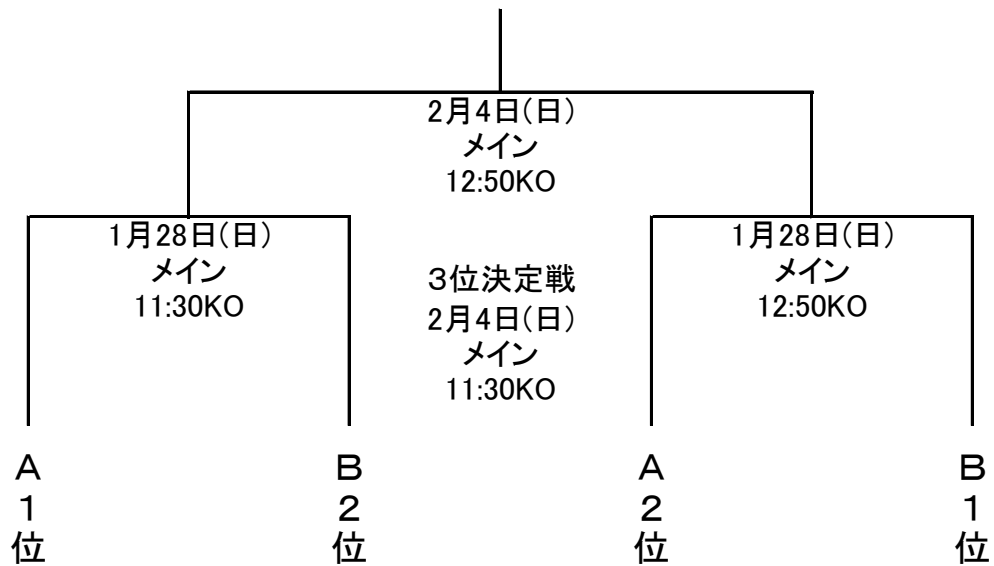 2月4日(日)
メイン
12:50KO
1月28日(日)
メイン
11:30KO
3位決定戦
2月4日(日)
メイン
11:30KO
1月28日(日)
メイン
12:50KO
A
1
位
B
2
位
A
2
位
B
1
位